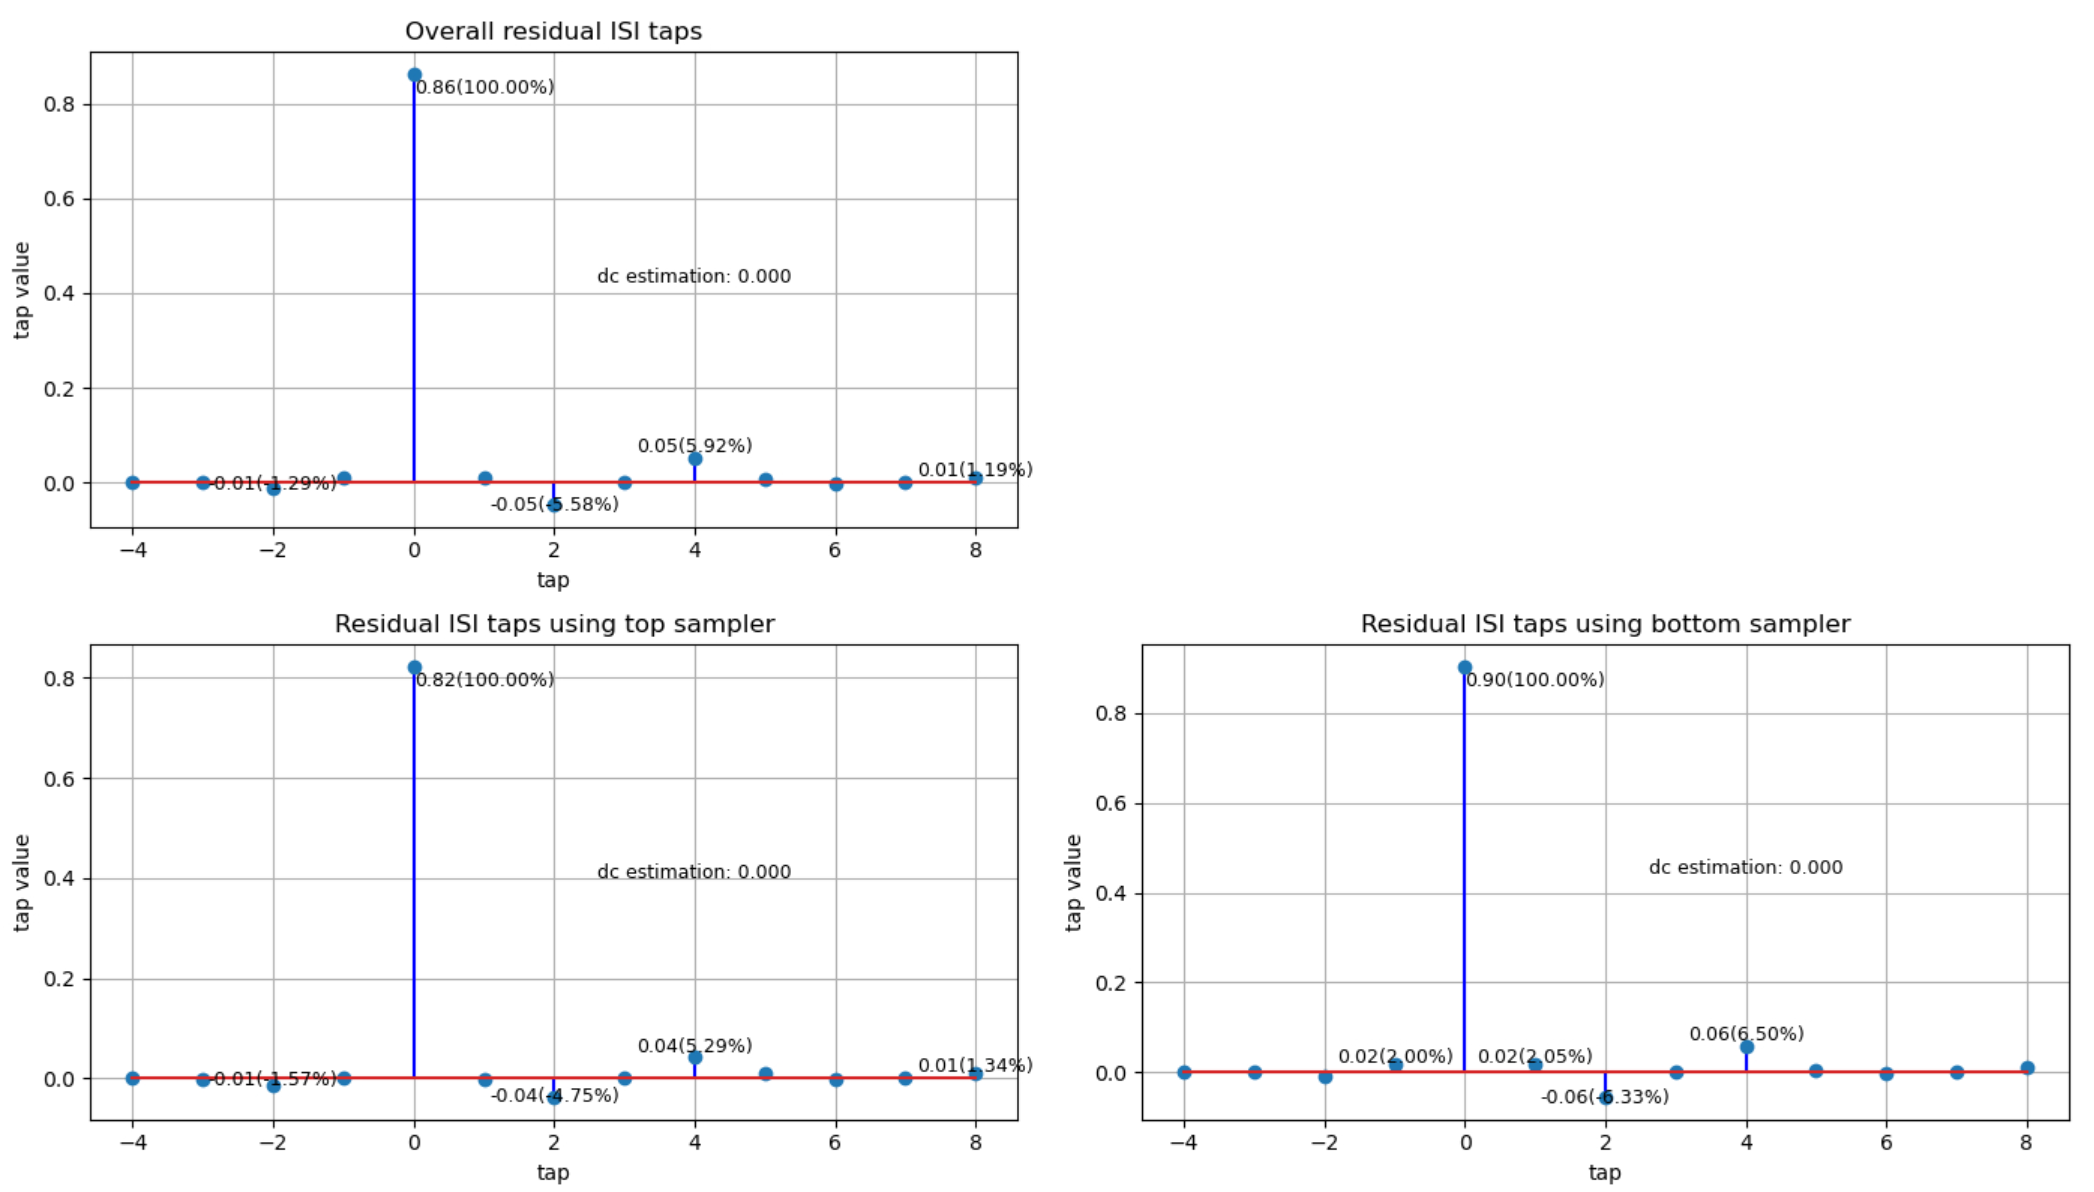 Overall residual ISI taps
tap value
0.8
0.6
0.4
0.2
0.0
0.86(100.00%)
dc estimation: 0.000
-0.01(-1.29%)
-0.05(-5.58%)
0.05(5.92%)
0.01(1.19%)
−4 −2 0 2 4 6 8
tap
Residual ISI taps using top sampler
tap value
0.8
0.6
0.4
0.2
0.0
0.82(100.00%)
dc estimation: 0.000
-0.01(-1.57%)
-0.04(-4.75%)
0.04(5.29%)
0.01(1.34%)
−4 −2 0 2 4 6 8
tap
Residual ISI taps using bottom sampler
tap value
0.8
0.6
0.4
0.2
0.0
0.90(100.00%)
dc estimation: 0.000
0.02(2.00%)
0.02(2.05%)
-0.06(-6.33%)
0.06(6.50%)
−4 −2 0 2 4 6 8
tap